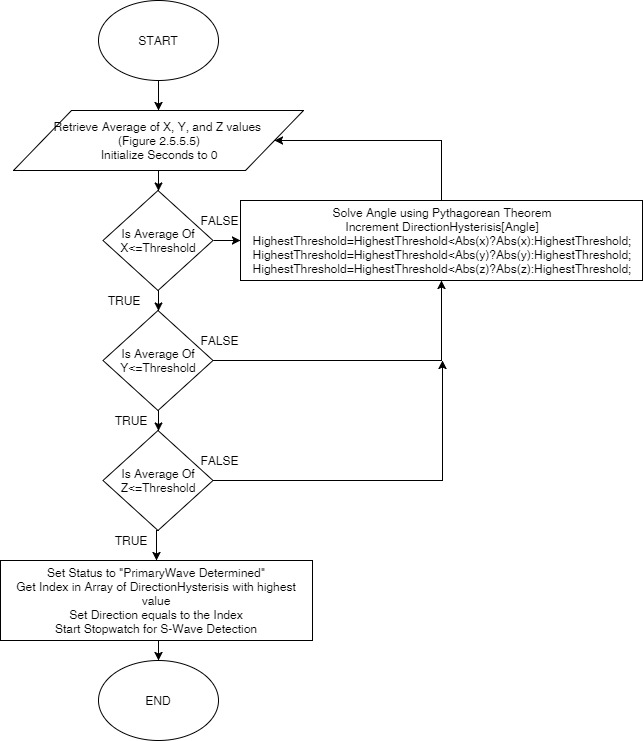 START
Retrieve Average of X, Y, and Z values
(Figure 2.5.5.5)
Initialize Seconds to 0
Is Average Of
X<=Threshold
FALSE
Solve Angle using Pythagorean Theorem
Increment DirectionHysterisis[Angle]
HighestThreshold=HighestThreshold<Abs(x)?Abs(x):HighestThreshold;
HighestThreshold=HighestThreshold<Abs(y)?Abs(y):HighestThreshold;
HighestThreshold=HighestThreshold<Abs(z)?Abs(z):HighestThreshold;
TRUE
Is Average Of
Y<=Threshold
FALSE
TRUE
Is Average Of
Z<=Threshold
FALSE
TRUE
Set Status to "PrimaryWave Determined"
Get Index in Array of DirectionHysterisis with highest
value
Set Direction equals to the Index
Start Stopwatch for S-Wave Detection
END